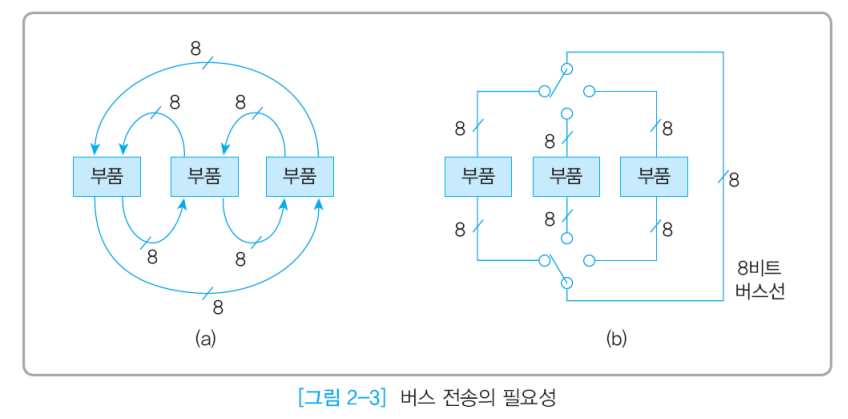 8
8 8
부품 부품 부품
8 8
8
(a)
8 8 8
부품 부품 부품
8
8 8 8
8비트
버스선
(b)
[그림 2-3] 버스 전송의 필요성